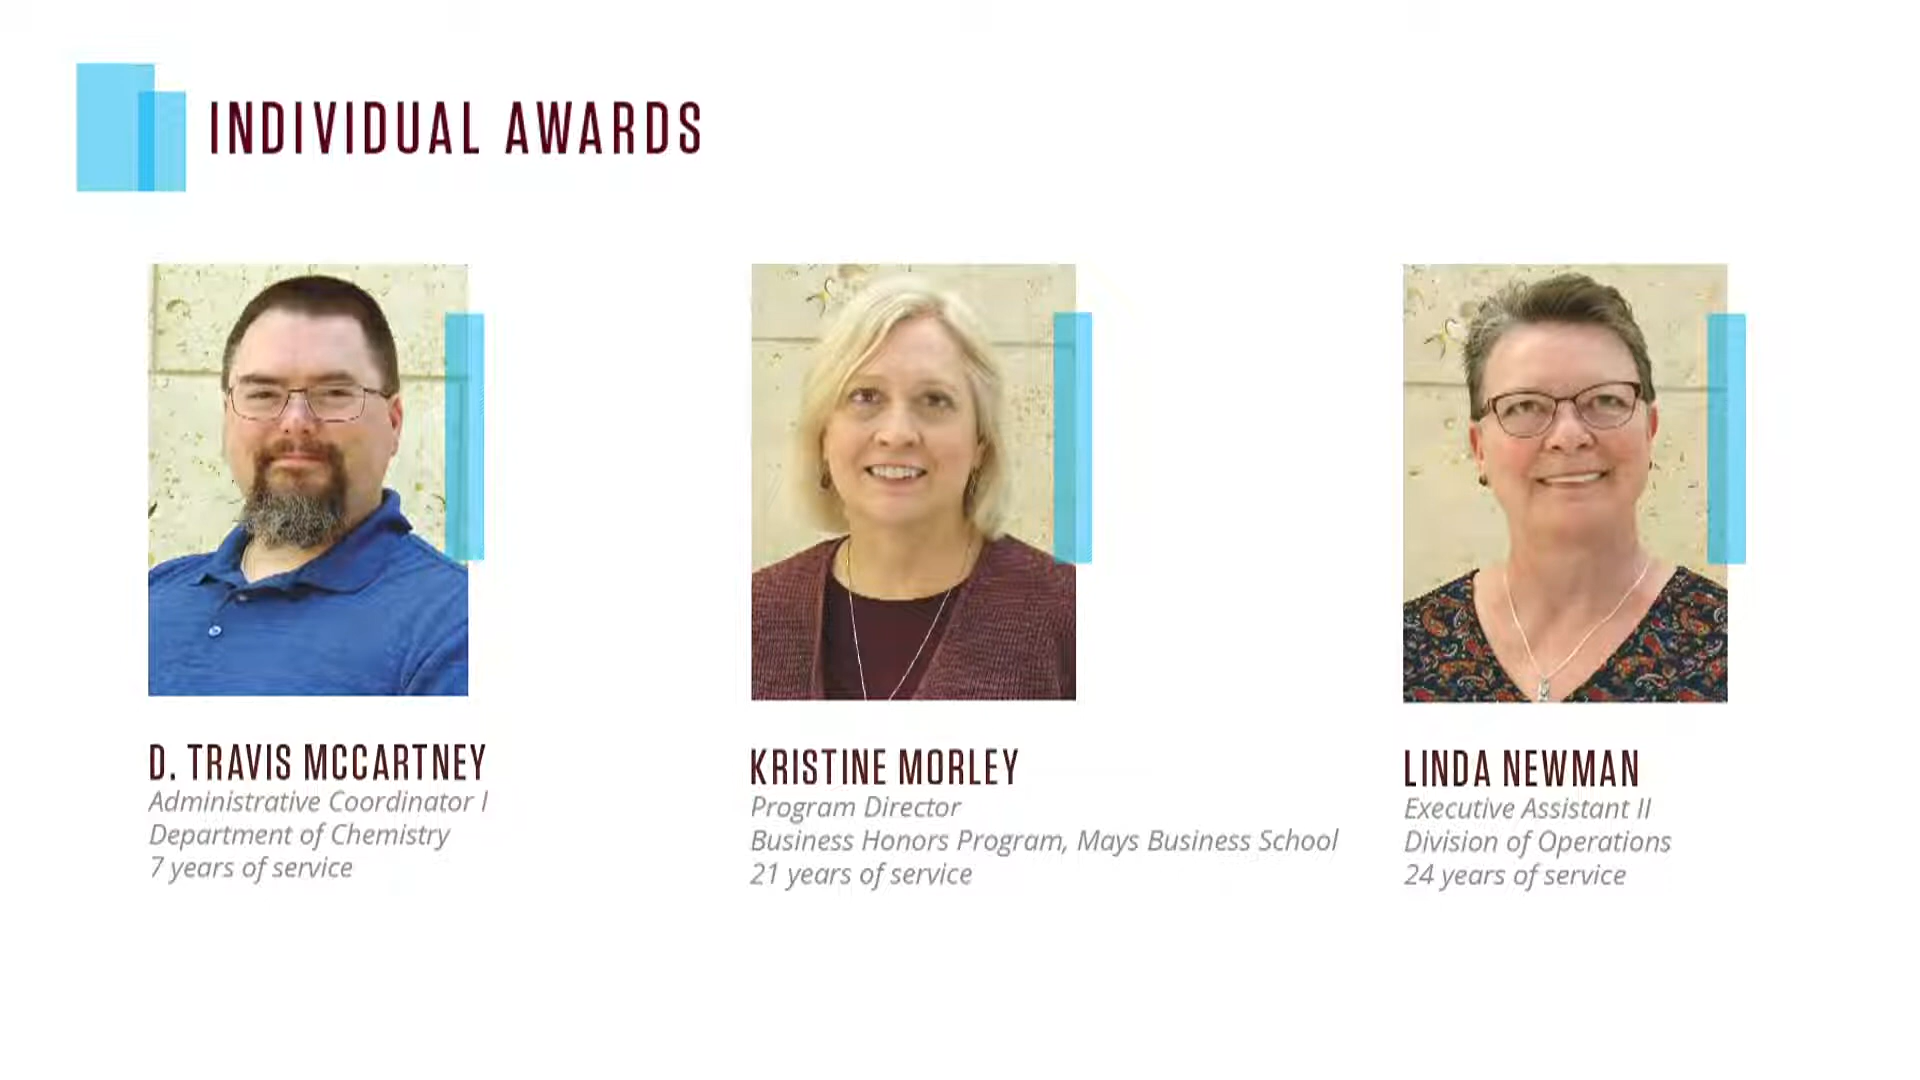 INDIVIDUAL AWARDS
D. TRAVIS MCCARTNEY
Administrative Coordinator I
Department of Chemistry
7 years of service
KRISTINE MORLEY
Program Director
Business Honors Program, Mays Business School
21 years of service
LINDA NEWMAN
Executive Assistant II
Division of Operations
24 years of service